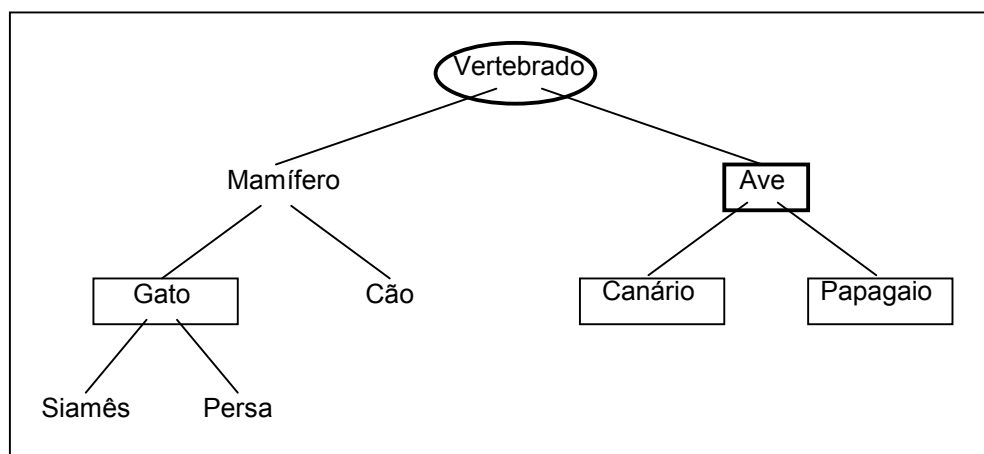 Vertebrado
Mamífero
Ave
Gato
Cão
Canário
Papagaio
Siamês
Persa